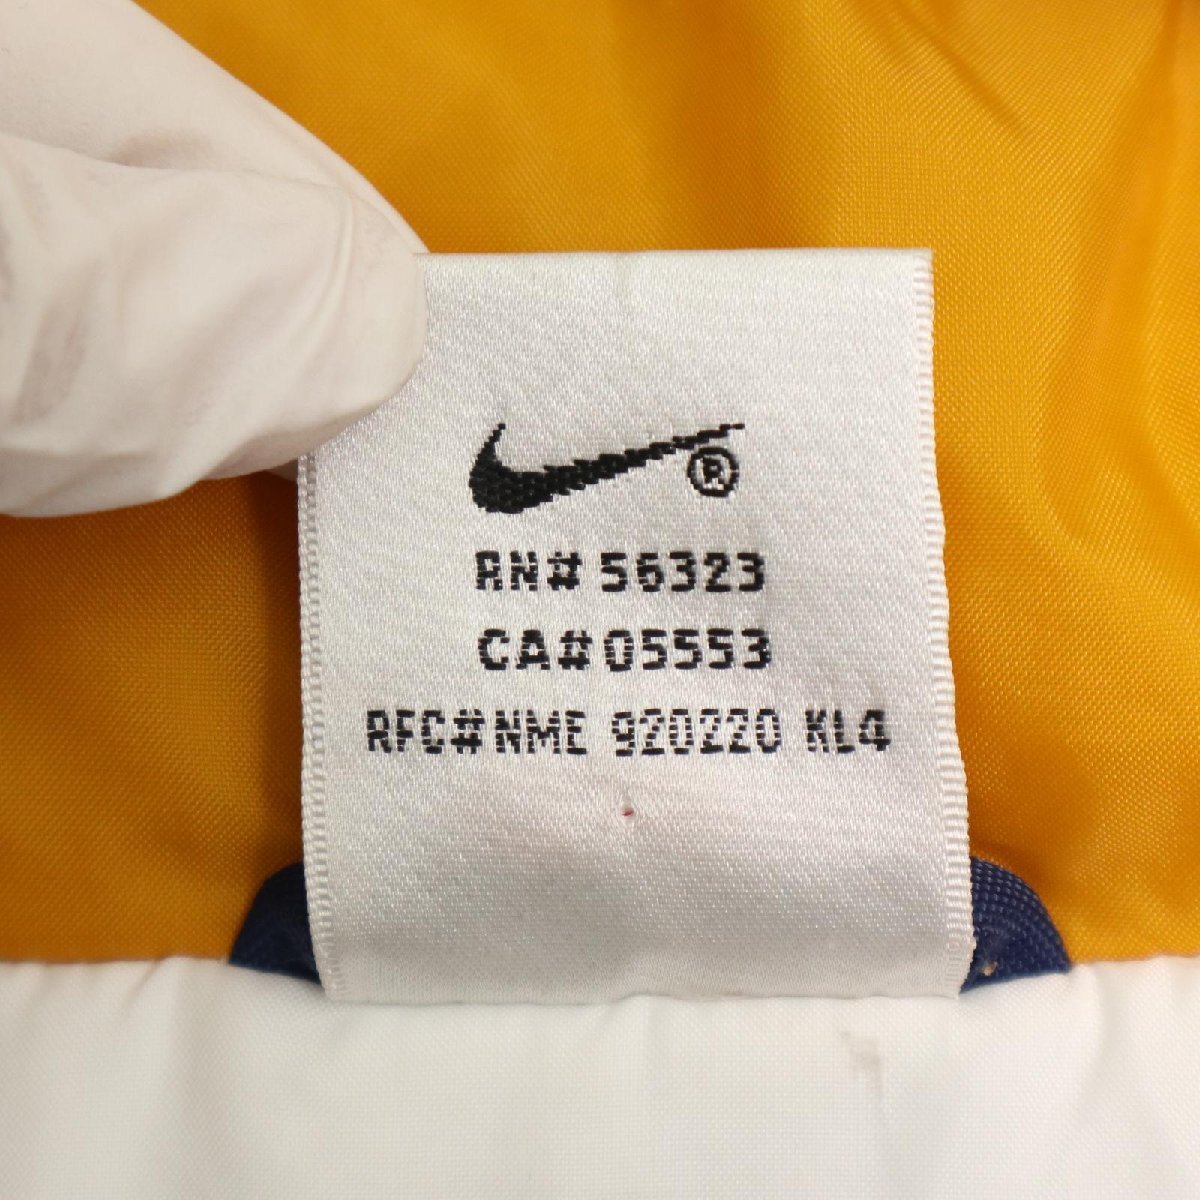 ®
RN# 56323
CA# 05553
RFC# NME 920220 KL4